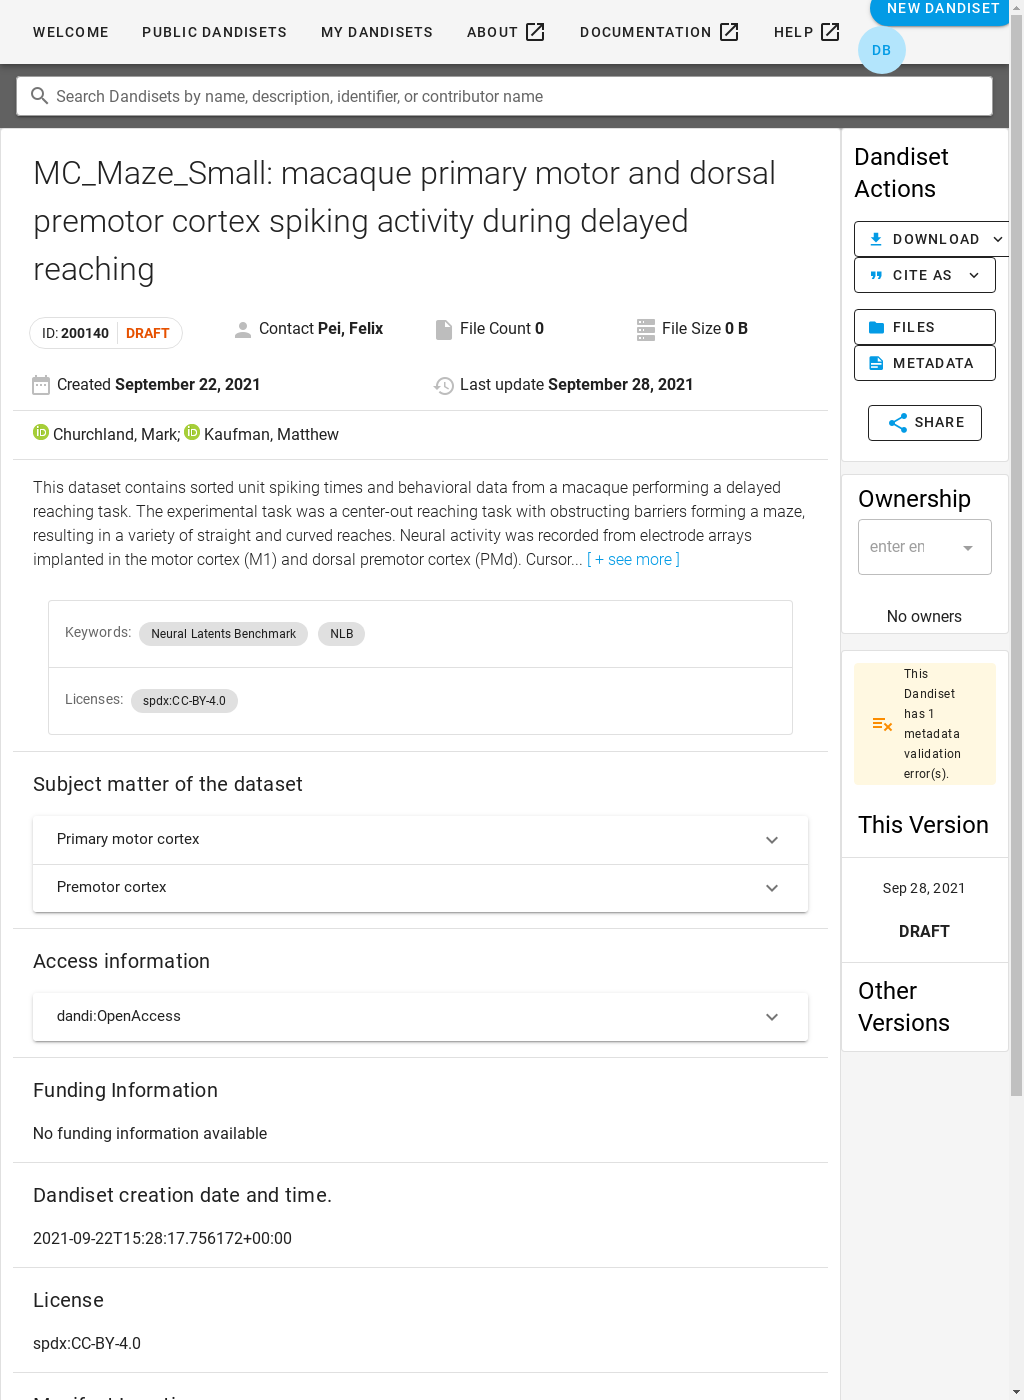 WELCOME PUBLIC DANDISETS MY DANDISETS ABOUT DOCUMENTATION HELP NEW DANDISET
DB
Search Dandisets by name, description, identifier, or contributor name
MC_Maze_Small: macaque primary motor and dorsal
premotor cortex spiking activity during delayed
reaching
ID: 200140 DRAFT Contact Pei, Felix File Count 0 File Size 0 B
Created September 22, 2021 Last update September 28, 2021
Churchland, Mark; Kaufman, Matthew
This dataset contains sorted unit spiking times and behavioral data from a macaque performing a delayed
reaching task. The experimental task was a center-out reaching task with obstructing barriers forming a maze,
resulting in a variety of straight and curved reaches. Neural activity was recorded from electrode arrays
implanted in the motor cortex (M1) and dorsal premotor cortex (PMd). Cursor... [ + see more ]
Keywords: Neural Latents Benchmark NLB
Licenses: spdx:CC-BY-4.0
Subject matter of the dataset
Primary motor cortex
Premotor cortex
Access information
dandi:OpenAccess
Funding Information
No funding information available
Dandiset creation date and time.
2021-09-22T15:28:17.756172+00:00
License
spdx:CC-BY-4.0
Dandiset
Actions
DOWNLOAD
CITE AS
FILES
METADATA
SHARE
Ownership
enter en
No owners
This
Dandiset
has 1
metadata
validation
error(s).
This Version
Sep 28, 2021
DRAFT
Other
Versions